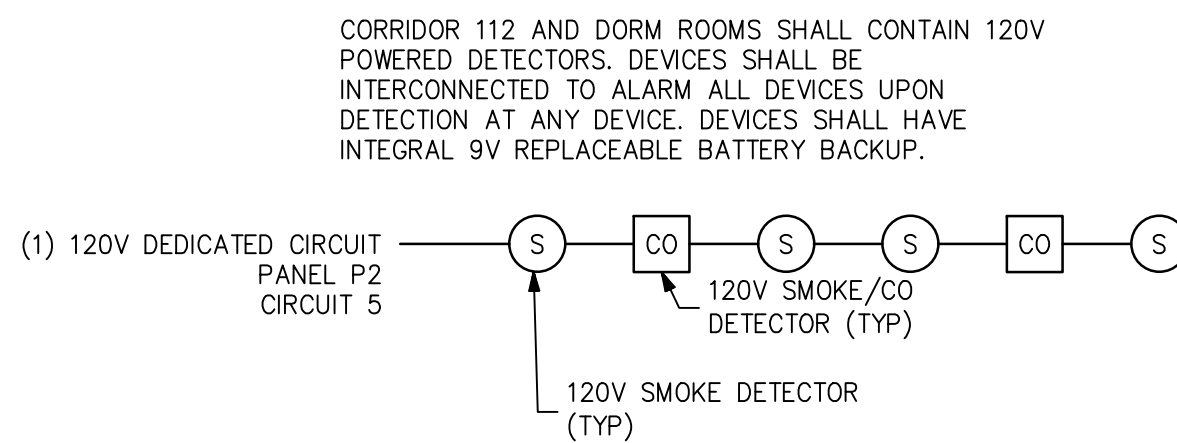 CORRIDOR 112 AND DORM ROOMS SHALL CONTAIN 120V
POWERED DETECTORS. DEVICES SHALL BE
INTERCONNECTED TO ALARM ALL DEVICES UPON
DETECTION AT ANY DEVICE. DEVICES SHALL HAVE
INTEGRAL 9V REPLACEABLE BATTERY BACKUP.
(1) 120V DEDICATED CIRCUIT
PANEL P2
CIRCUIT 5
S CO S S CO S
120V SMOKE/CO
DETECTOR (TYP)
120V SMOKE DETECTOR
(TYP)